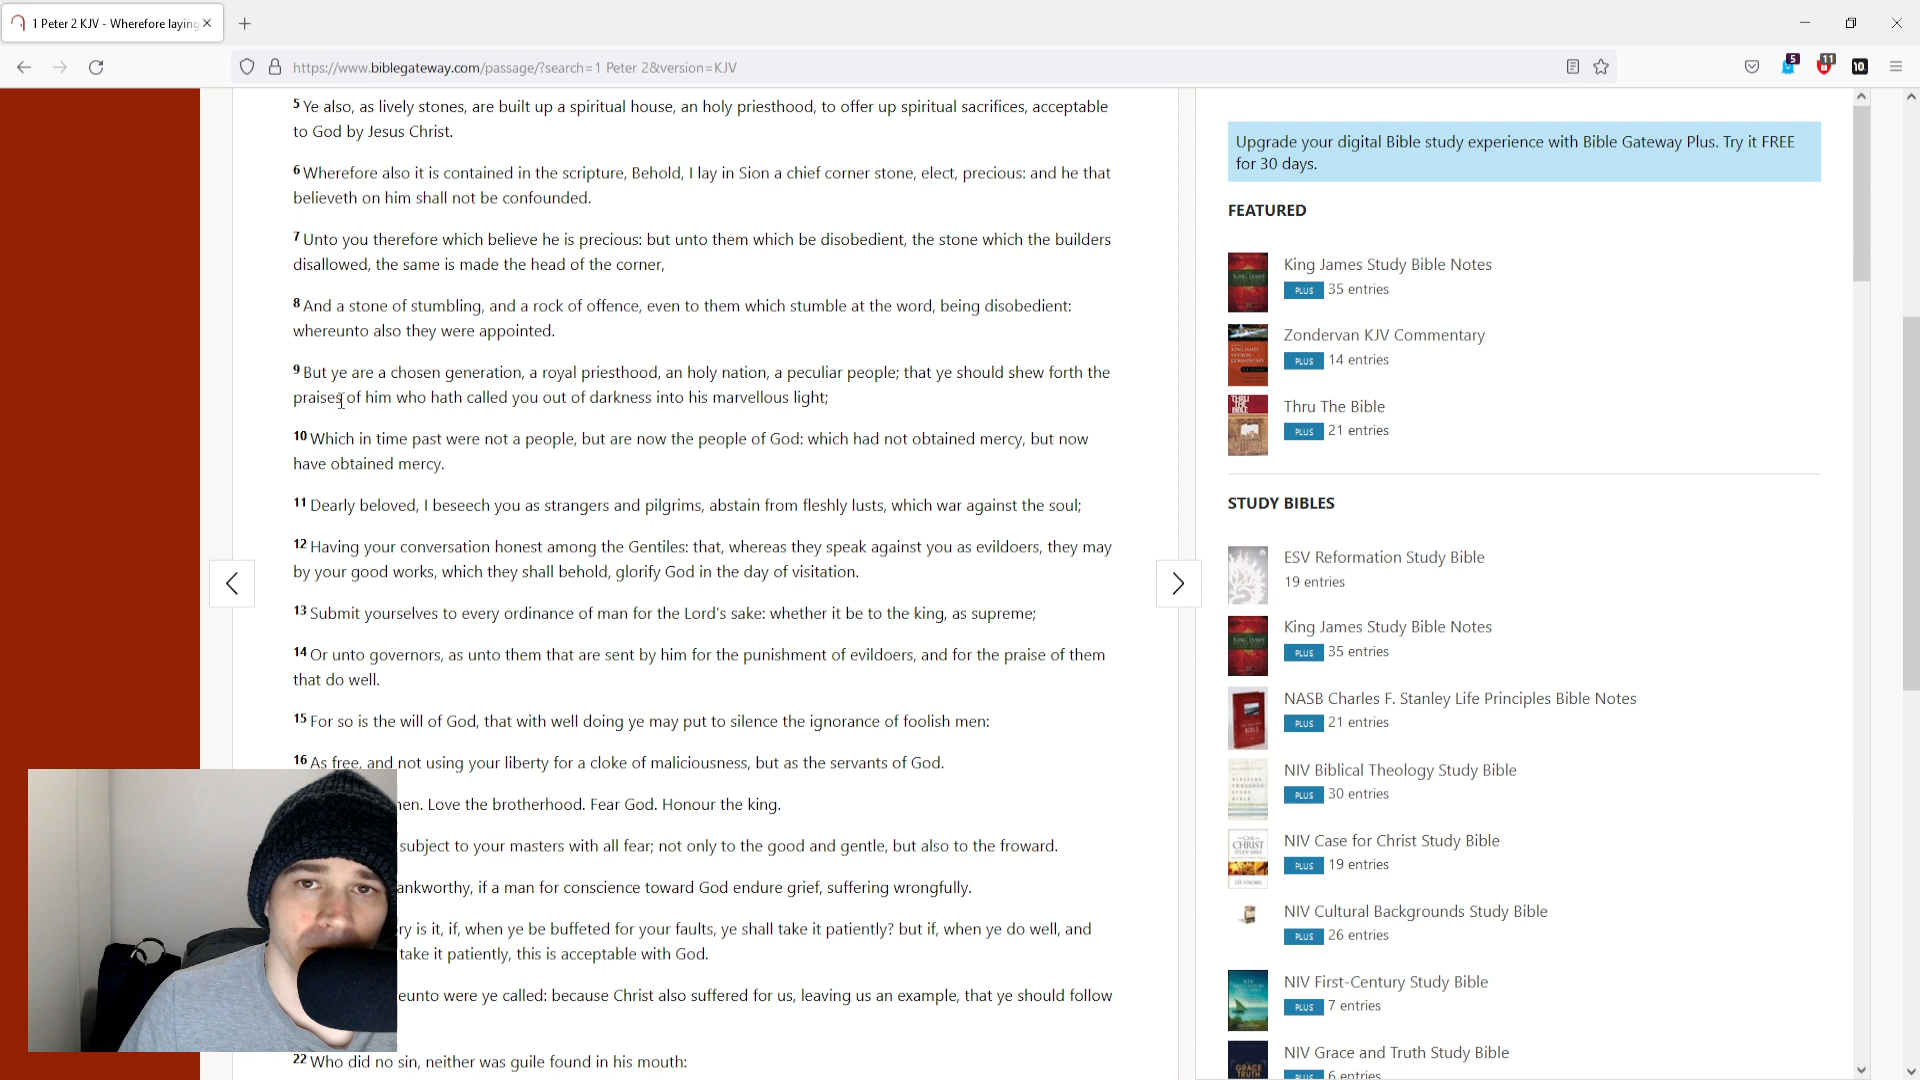 1 Peter 2 KJV - Wherefore laying
https://www.biblegateway.com/passage/?search=1 Peter 2&version=KJV
5
11
10.
5 Ye also, as lively stones, are built up a spiritual house, an holy priesthood, to offer up spiritual sacrifices, acceptable
to God by Jesus Christ.
6 Wherefore also it is contained in the scripture, Behold, I lay in Sion a chief corner stone, elect, precious: and he that
believeth on him shall not be confounded.
7 Unto you therefore which believe he is precious: but unto them which be disobedient, the stone which the builders
disallowed, the same is made the head of the corner,
8 And a stone of stumbling, and a rock of offence, even to them which stumble at the word, being disobedient:
whereunto also they were appointed.
9 But ye are a chosen generation, a royal priesthood, an holy nation, a peculiar people; that ye should shew forth the
praises of him who hath called you out of darkness into his marvellous light;
10 Which in time past were not a people, but are now the people of God: which had not obtained mercy, but now
have obtained mercy.
11 Dearly beloved, I beseech you as strangers and pilgrims, abstain from fleshly lusts, which war against the soul;
12 Having your conversation honest among the Gentiles: that, whereas they speak against you as evildoers, they may
by your good works, which they shall behold, glorify God in the day of visitation.
13 Submit yourselves to every ordinance of man for the Lord's sake: whether it be to the king, as supreme;
14 Or unto governors, as unto them that are sent by him for the punishment of evildoers, and for the praise of them
that do well.
15 For so is the will of God, that with well doing ye may put to silence the ignorance of foolish men:
16 As free, and not using your liberty for a cloke of maliciousness, but as the servants of God.
en. Love the brotherhood. Fear God. Honour the king.
subject to your masters with all fear; not only to the good and gentle, but also to the froward.
ankworthy, if a man for conscience toward God endure grief, suffering wrongfully.
ry is it, if, when ye be buffeted for your faults, ye shall take it patiently? but if, when ye do well, and
take it patiently, this is acceptable with God.
eunto were ye called: because Christ also suffered for us, leaving us an example, that ye should follow
22 Who did no sin, neither was guile found in his mouth:
Upgrade your digital Bible study experience with Bible Gateway Plus. Try it FREE
for 30 days.
FEATURED
King James Study Bible Notes
PLUS 35 entries
Zondervan KJV Commentary
PLUS 14 entries
Thru The Bible
PLUS 21 entries
STUDY BIBLES
ESV Reformation Study Bible
19 entries
King James Study Bible Notes
PLUS 35 entries
NASB Charles F. Stanley Life Principles Bible Notes
PLUS 21 entries
NIV Biblical Theology Study Bible
PLUS 30 entries
NIV Case for Christ Study Bible
PLUS 19 entries
NIV Cultural Backgrounds Study Bible
PLUS 26 entries
NIV First-Century Study Bible
PLUS 7 entries
NIV Grace and Truth Study Bible
PLUS 6 entries